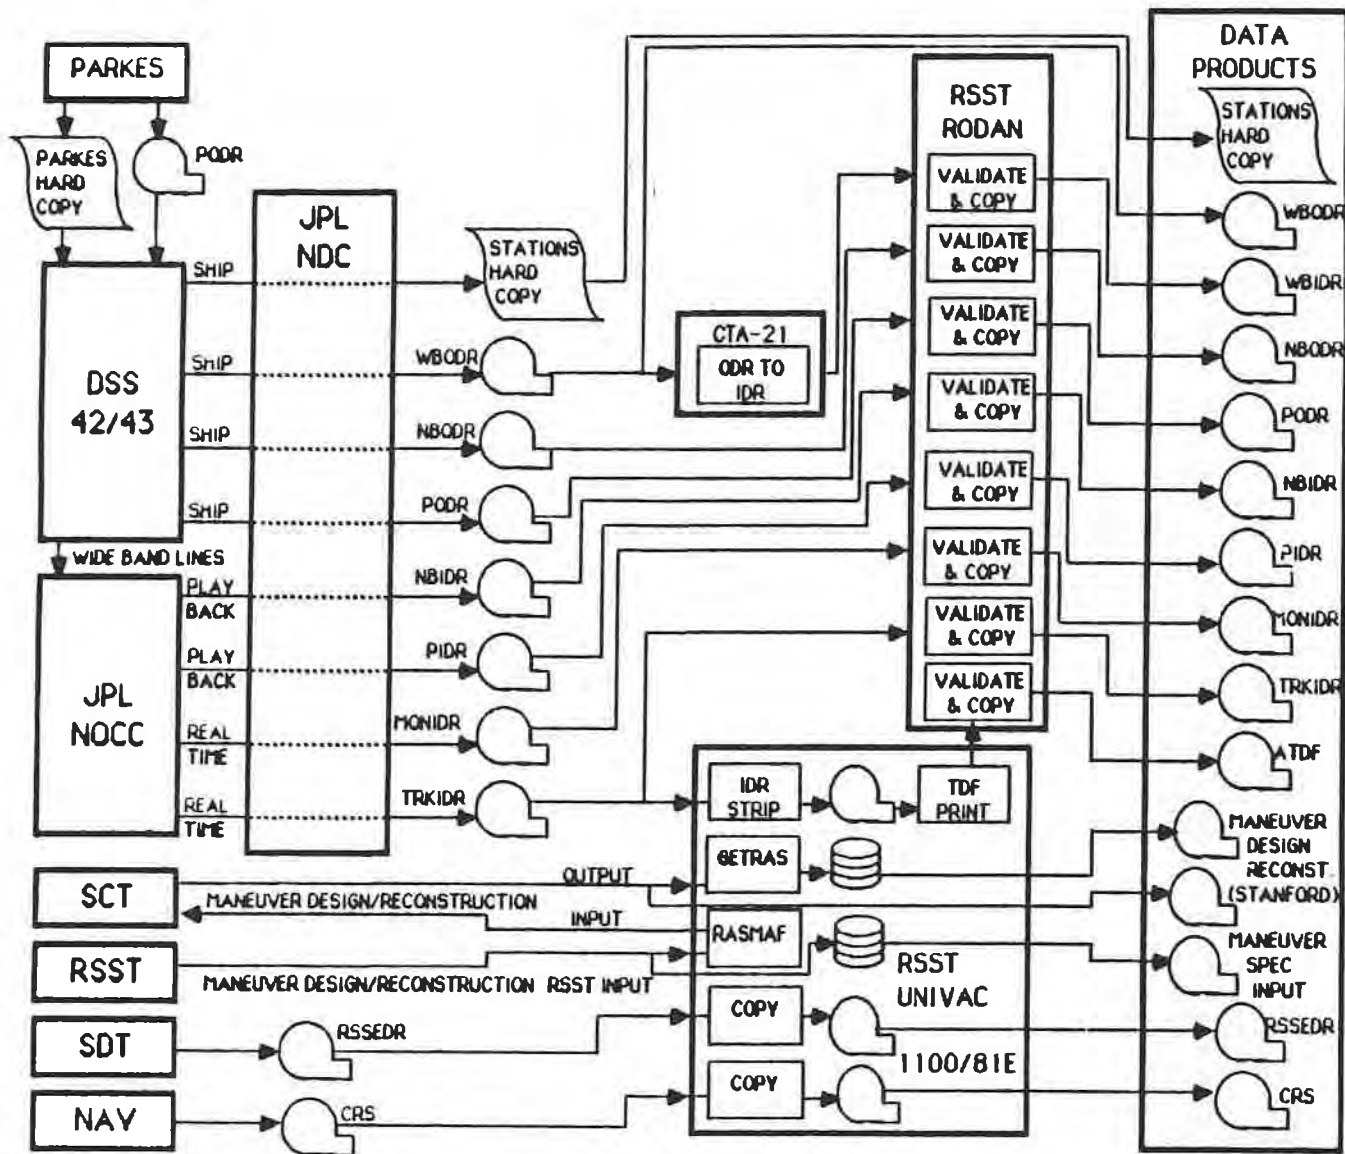 PARKES
PARKES
HARD
COPY
PODR
DSS
42/43
SHIP
SHIP
SHIP
SHIP
WIDE BAND LINES
JPL
NOCC
PLAY
BACK
PLAY
BACK
REAL
TIME
REAL
TIME
JPL
NDC
STATIONS
HARD
COPY
WBODR
NBODR
PODR
NBIDR
PIDR
MONIDR
TRKIDR
CTA-21
ODR TO
IDR
RSST
RODAN
VALIDATE
& COPY
VALIDATE
& COPY
VALIDATE
& COPY
VALIDATE
& COPY
VALIDATE
& COPY
VALIDATE
& COPY
VALIDATE
& COPY
VALIDATE
& COPY
IDR
STRIP
TDF
PRINT
GETRAS
RASMAF
COPY
COPY
RSST
UNIVAC
1100/81E
SCT
OUTPUT
MANEUVER DESIGN/RECONSTRUCTION
INPUT
RSST
MANEUVER DESIGN/RECONSTRUCTION RSST INPUT
SDT
RSSEDR
NAV
CRS
DATA
PRODUCTS
STATIONS
HARD
COPY
WBODR
WBIDR
NBODR
PODR
NBIDR
PIDR
MONIDR
TRKIDR
ATDF
MANEUVER
DESIGN
RECONST.
(STANFORD)
MANEUVER
SPEC
INPUT
RSSEDR
CRS